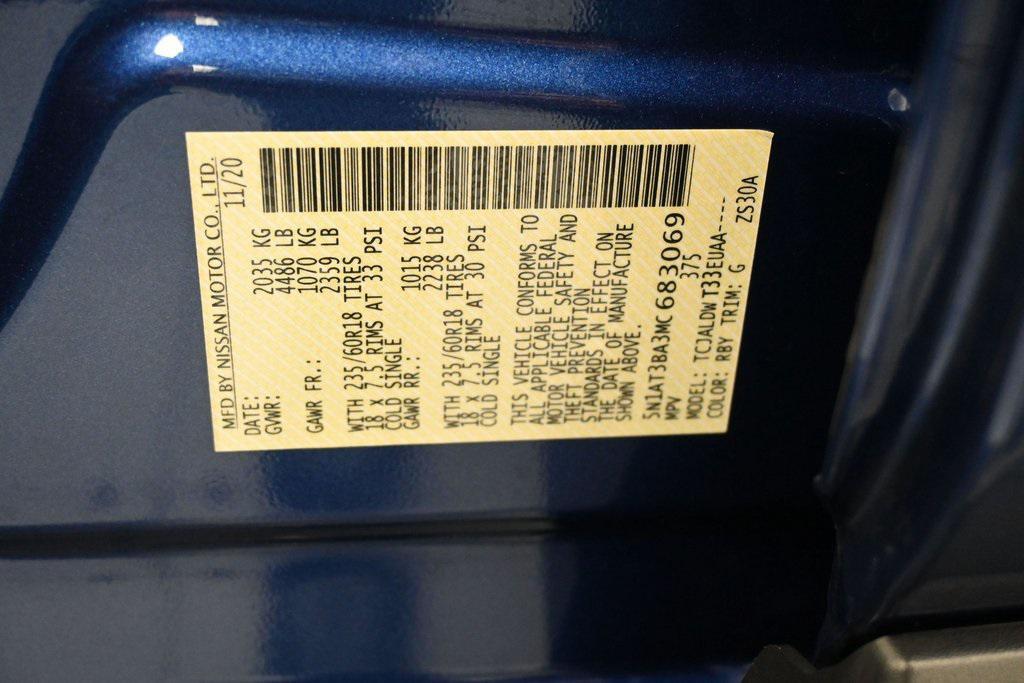 MFD BY NISSAN MOTOR CO., LTD.
DATE: 11/20
GVWR: 2035 KG
4486 LB
GAWR FR.: 1070 KG
2359 LB
WITH 235/60R18 TIRES
18 X 7.5 RIMS AT 33 PSI
COLD SINGLE
GAWR RR.: 1015 KG
2238 LB
WITH 235/60R18 TIRES
18 X 7.5 RIMS AT 30 PSI
COLD SINGLE
THIS VEHICLE CONFORMS TO
ALL APPLICABLE FEDERAL
MOTOR VEHICLE SAFETY AND
THEFT PREVENTION
STANDARDS IN EFFECT ON
THE DATE OF MANUFACTURE
SHOWN ABOVE.
5N1AT3BA3MC683069
MPV 375
MODEL: TCJALDWT33EUAA----
COLOR: RBY TRIM: G ZS30A